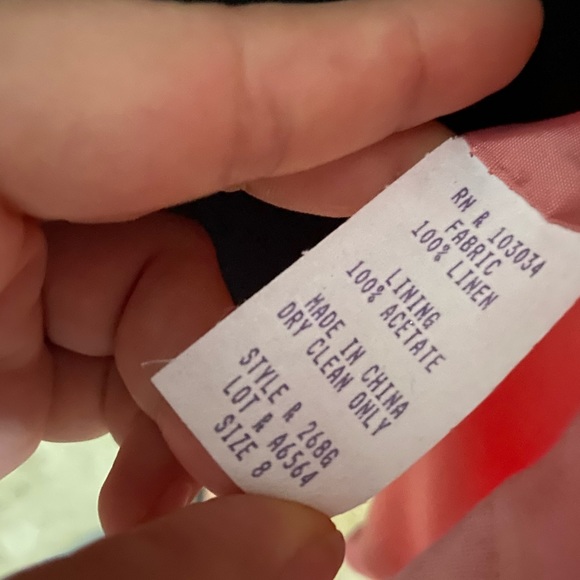 RN & 103034
FABRIC
100% LINEN
LINING
100% ACETATE
MADE IN CHINA
DRY CLEAN ONLY
STYLE & 268G
LOT & A6564
SIZE 8